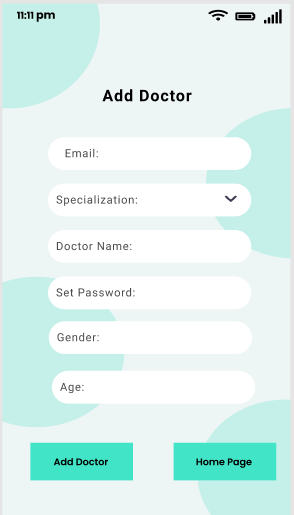 11:11 pm
Add Doctor
Email:
Specialization:
Doctor Name:
Set Password:
Gender:
Age:
Add Doctor
Home Page